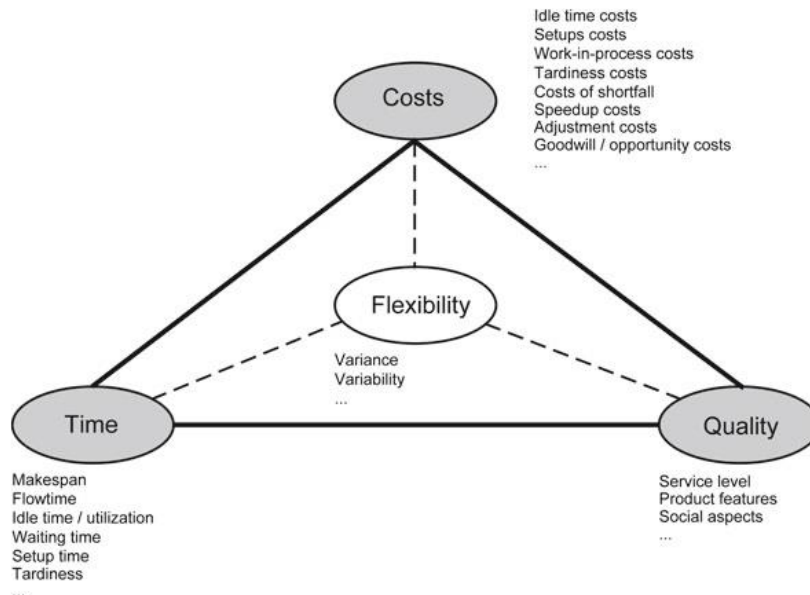 Idle time costs
Setups costs
Work-in-process costs
Tardiness costs
Costs of shortfall
Speedup costs
Adjustment costs
Goodwill / opportunity costs
...
Costs
Flexibility
Variance
Variability
...
Time
Makespan
Flowtime
Idle time / utilization
Waiting time
Setup time
Tardiness
...
Quality
Service level
Product features
Social aspects
...